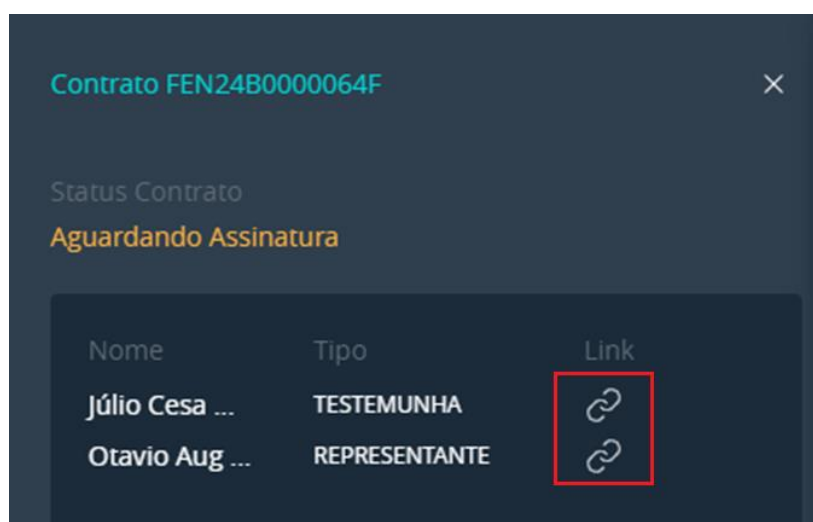 Contrato FEN24B0000064F
Status Contrato
Aguardando Assinatura
Nome Tipo Link
Júlio Cesa ... TESTEMUNHA
Otavio Aug ... REPRESENTANTE